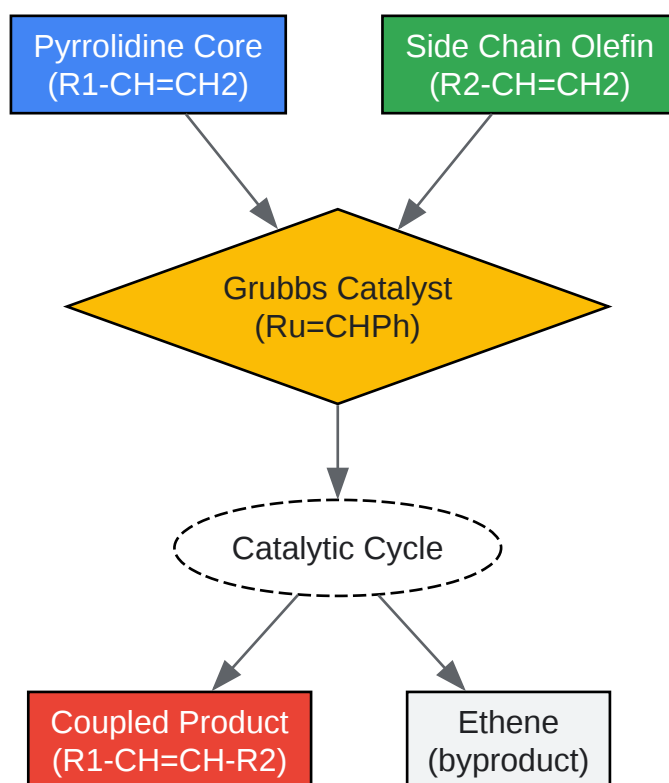 Pyrrolidine Core
(R1-CH=CH2)
Side Chain Olefin
(R2-CH=CH2)
Grubbs Catalyst
(Ru=CHPh)
Catalytic Cycle
Coupled Product
(R1-CH=CH-R2)
Ethene
(byproduct)